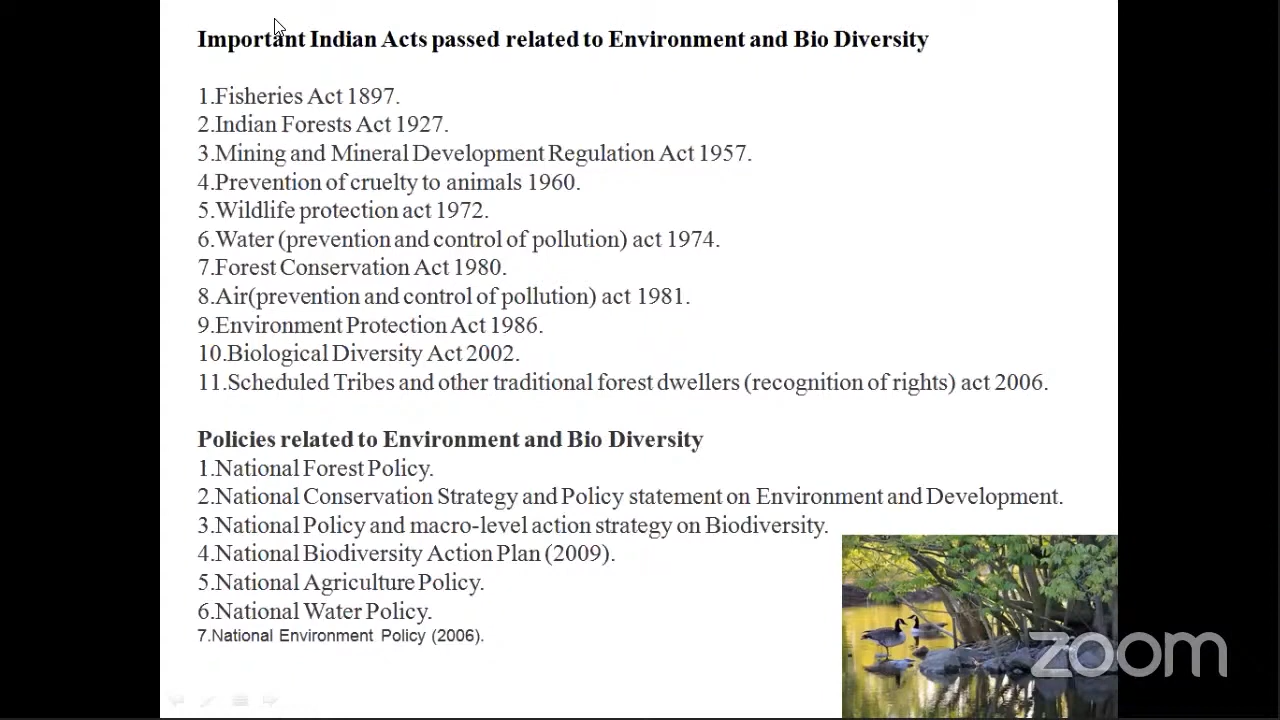 Important Indian Acts passed related to Environment and Bio Diversity
1.Fisheries Act 1897.
2.Indian Forests Act 1927.
3.Mining and Mineral Development Regulation Act 1957.
4.Prevention of cruelty to animals 1960.
5.Wildlife protection act 1972.
6.Water (prevention and control of pollution) act 1974.
7.Forest Conservation Act 1980.
8.Air(prevention and control of pollution) act 1981.
9.Environment Protection Act 1986.
10.Biological Diversity Act 2002.
11.Scheduled Tribes and other traditional forest dwellers (recognition of rights) act 2006.
Policies related to Environment and Bio Diversity
1.National Forest Policy.
2.National Conservation Strategy and Policy statement on Environment and Development.
3.National Policy and macro-level action strategy on Biodiversity.
4.National Biodiversity Action Plan (2009).
5.National Agriculture Policy.
6.National Water Policy.
7.National Environment Policy (2006).
zoom